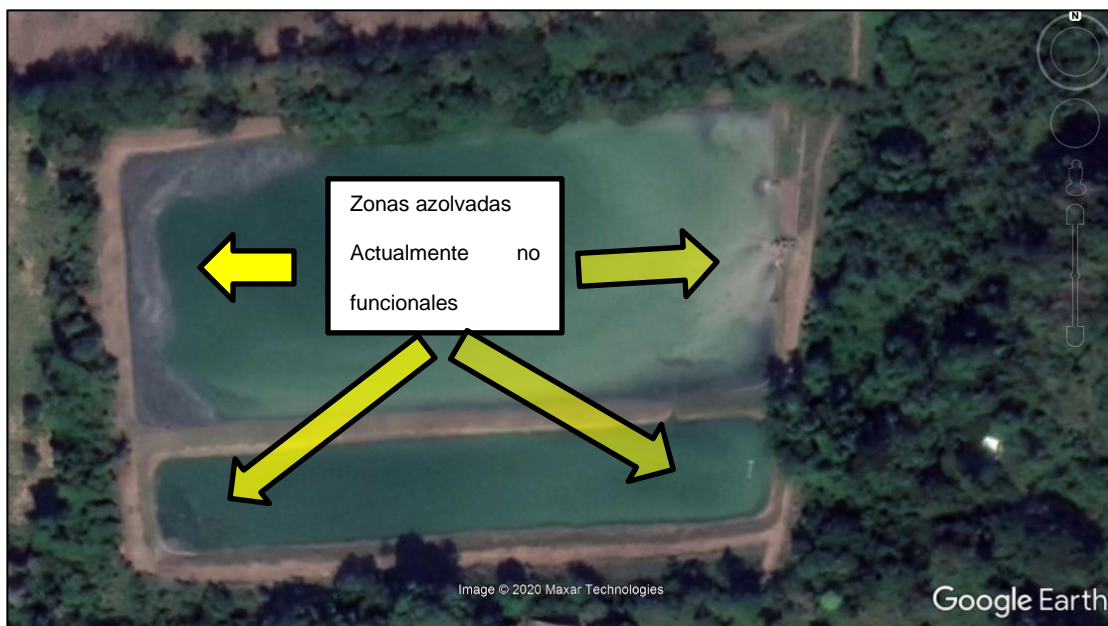 N
Zonas azolvadas
Actualmente no
funcionales
Image © 2020 Maxar Technologies
Google Earth